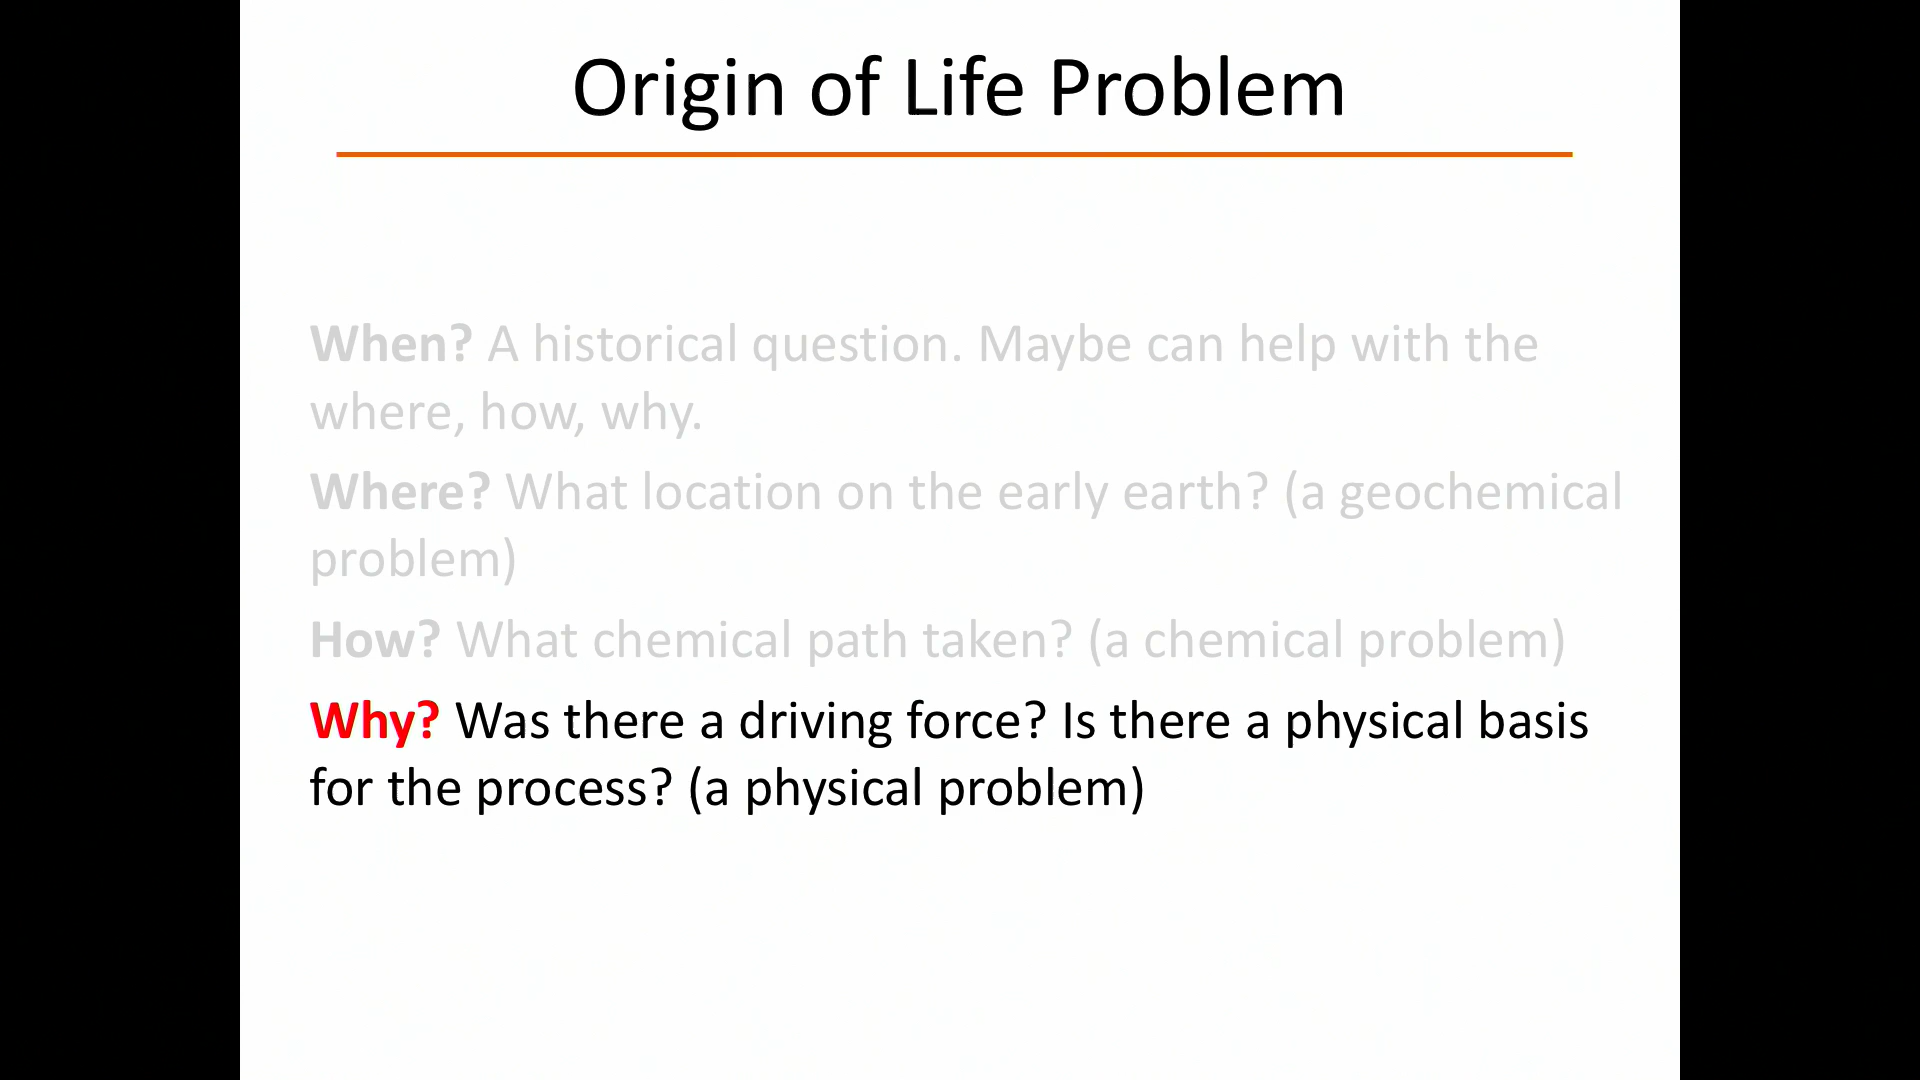 Origin of Life Problem
When? A historical question. Maybe can help with the
where, how, why.
Where? What location on the early earth? (a geochemical
problem)
How? What chemical path taken? (a chemical problem)
Why? Was there a driving force? Is there a physical basis
for the process? (a physical problem)